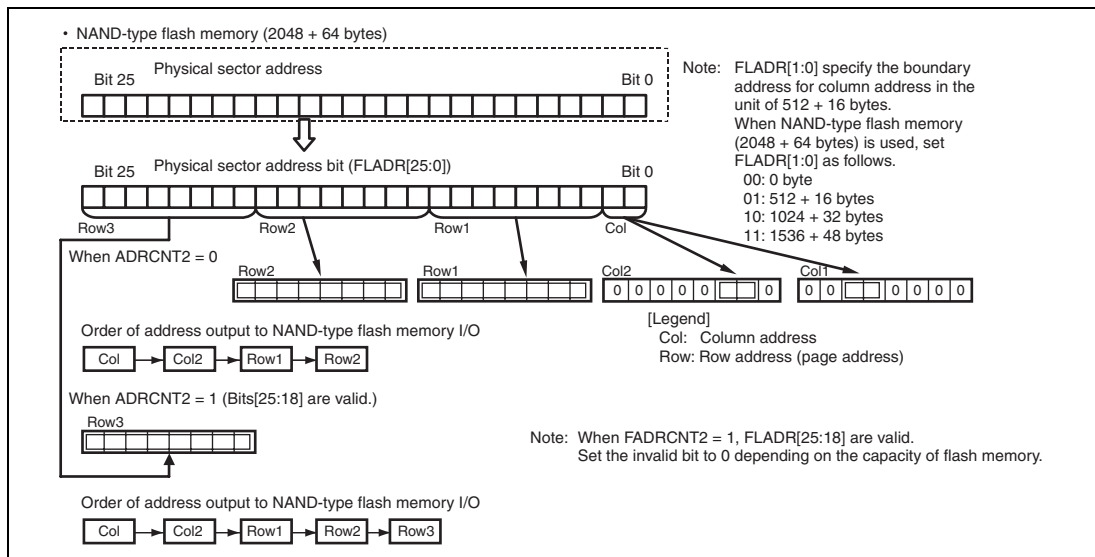 • NAND-type flash memory (2048 + 64 bytes)
Physical sector address
Bit 25
Bit 0
Physical sector address bit (FLADR[25:0])
Bit 25
Bit 0
Row3
Row2
Row1
Col
Note: FLADR[1:0] specify the boundary
address for column address in the
unit of 512 + 16 bytes.
When NAND-type flash memory
(2048 + 64 bytes) is used, set
FLADR[1:0] as follows.
00: 0 byte
01: 512 + 16 bytes
10: 1024 + 32 bytes
11: 1536 + 48 bytes
When ADRCNT2 = 0
Row2
Row1
Col2
0 0 0 0 0 0
Col1
0 0 0 0 0 0
[Legend]
Col: Column address
Row: Row address (page address)
Order of address output to NAND-type flash memory I/O
Col Col2 Row1 Row2
When ADRCNT2 = 1 (Bits[25:18] are valid.)
Row3
Note: When FADRCNT2 = 1, FLADR[25:18] are valid.
Set the invalid bit to 0 depending on the capacity of flash memory.
Order of address output to NAND-type flash memory I/O
Col Col2 Row1 Row2 Row3